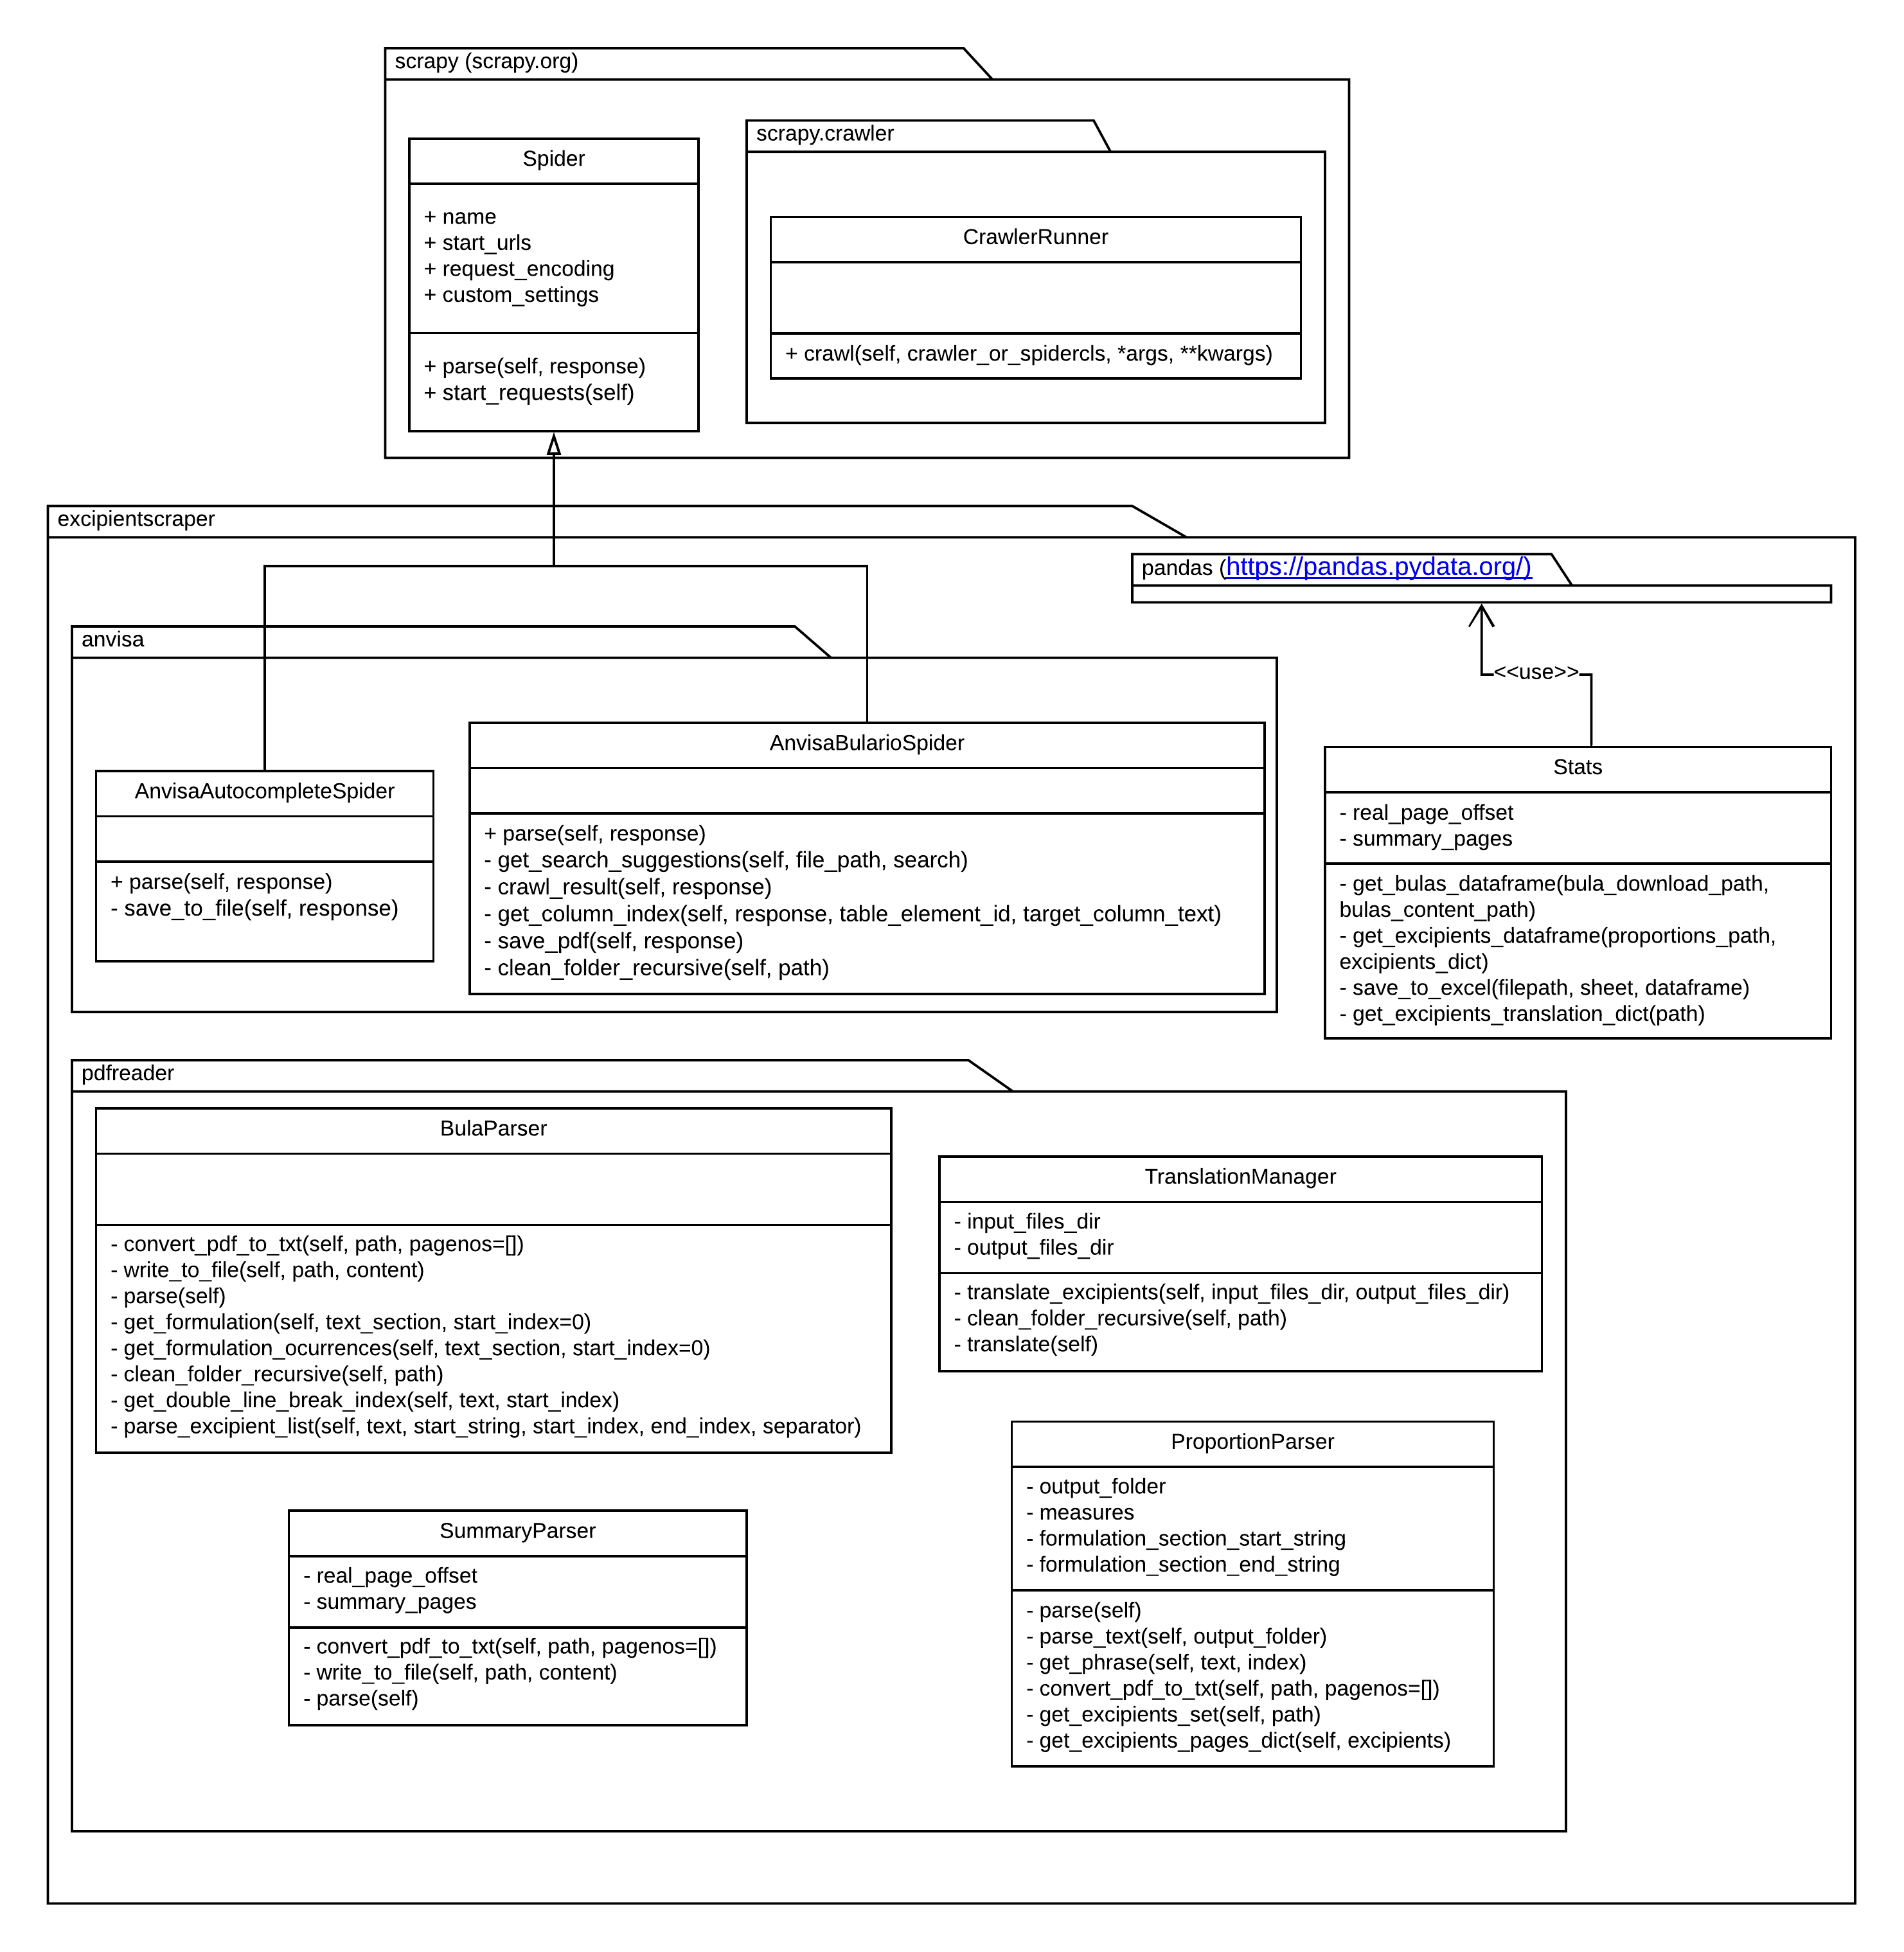 scrapy (scrapy.org)
Spider
+ name
+ start_urls
+ request_encoding
+ custom_settings
+ parse(self, response)
+ start_requests(self)
scrapy.crawler
CrawlerRunner
+ crawl(self, crawler_or_spidercls, *args, **kwargs)
excipientscraper
pandas (https://pandas.pydata.org/)
<<use>>
anvisa
AnvisaAutocompleteSpider
+ parse(self, response)
- save_to_file(self, response)
AnvisaBularioSpider
+ parse(self, response)
- get_search_suggestions(self, file_path, search)
- crawl_result(self, response)
- get_column_index(self, response, table_element_id, target_column_text)
- save_pdf(self, response)
- clean_folder_recursive(self, path)
Stats
- real_page_offset
- summary_pages
- get_bulas_dataframe(bula_download_path,
bulas_content_path)
- get_excipients_dataframe(proportions_path,
excipients_dict)
- save_to_excel(filepath, sheet, dataframe)
- get_excipients_translation_dict(path)
pdfreader
BulaParser
- convert_pdf_to_txt(self, path, pagenos=[])
- write_to_file(self, path, content)
- parse(self)
- get_formulation(self, text_section, start_index=0)
- get_formulation_ocurrences(self, text_section, start_index=0)
- clean_folder_recursive(self, path)
- get_double_line_break_index(self, text, start_index)
- parse_excipient_list(self, text, start_string, start_index, end_index, separator)
TranslationManager
- input_files_dir
- output_files_dir
- translate_excipients(self, input_files_dir, output_files_dir)
- clean_folder_recursive(self, path)
- translate(self)
SummaryParser
- real_page_offset
- summary_pages
- convert_pdf_to_txt(self, path, pagenos=[])
- write_to_file(self, path, content)
- parse(self)
ProportionParser
- output_folder
- measures
- formulation_section_start_string
- formulation_section_end_string
- parse(self)
- parse_text(self, output_folder)
- get_phrase(self, text, index)
- convert_pdf_to_txt(self, path, pagenos=[])
- get_excipients_set(self, path)
- get_excipients_pages_dict(self, excipients)